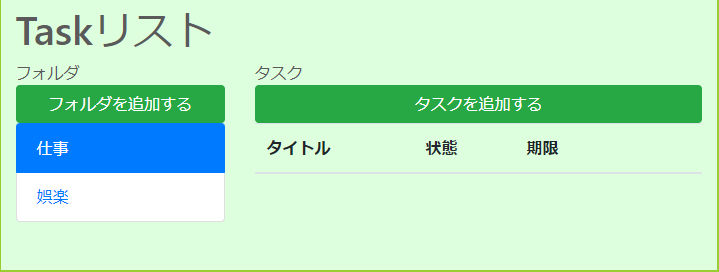 Taskリスト
フォルダ
フォルダを追加する
仕事
娯楽
タスク
タスクを追加する
タイトル 状態 期限